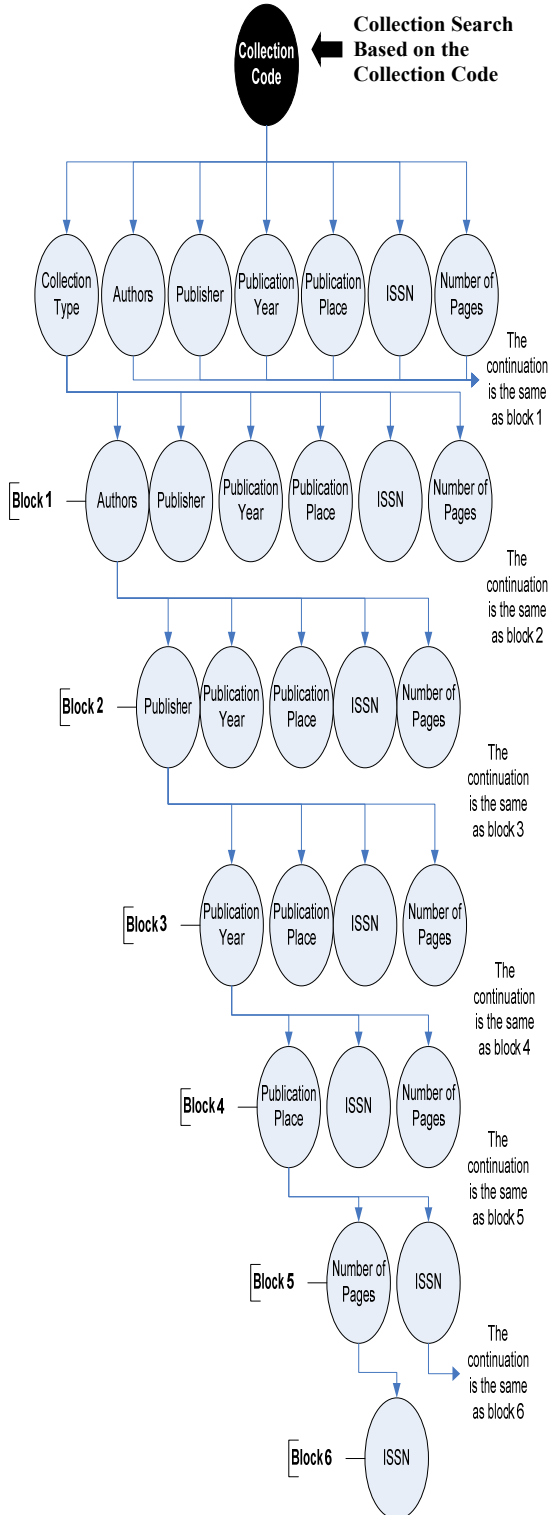 Collection
Code
Collection Search
Based on the
Collection Code
Collection
Type
Authors
Publisher
Publication
Year
Publication
Place
ISSN
Number of
Pages
The
continuation
is the same
as block 1
Block 1
Authors
Publisher
Publication
Year
Publication
Place
ISSN
Number of
Pages
The
continuation
is the same
as block 2
Block 2
Publisher
Publication
Year
Publication
Place
ISSN
Number of
Pages
The
continuation
is the same
as block 3
Block 3
Publication
Year
Publication
Place
ISSN
Number of
Pages
The
continuation
is the same
as block 4
Block 4
Publication
Place
ISSN
Number of
Pages
The
continuation
is the same
as block 5
Block 5
Number of
Pages
ISSN
The
continuation
is the same
as block 6
Block 6
ISSN